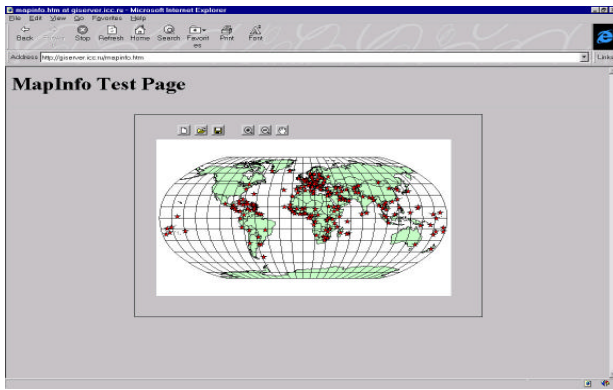 mapinfo.htm at giserver.icc.ru - Microsoft Internet Explorer
File Edit View Go Favorites Help
Back Stop Refresh Home Search Favorites Print Font
Address http://giserver.icc.ru/mapinfo.htm Links
MapInfo Test Page